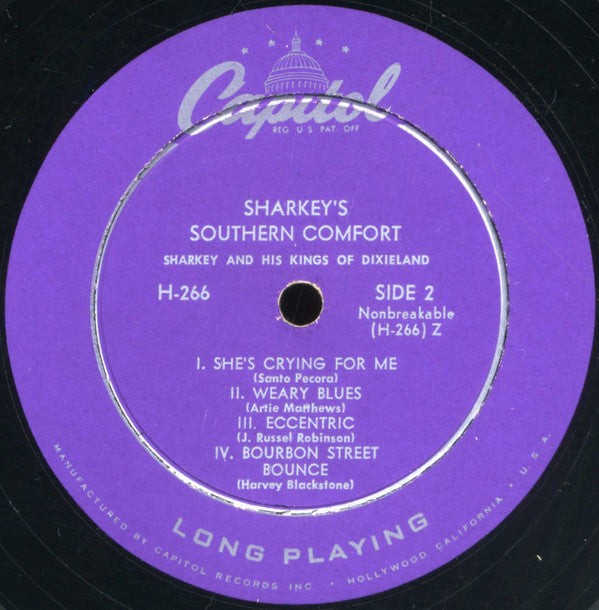 Capitol
REG U S PAT OFF
SHARKEY'S
SOUTHERN COMFORT
SHARKEY AND HIS KINGS OF DIXIELAND
H-266
SIDE 2
Nonbreakable
(H-266) Z
I. SHE'S CRYING FOR ME
(Santo Pecora)
II. WEARY BLUES
(Artie Matthews)
III. ECCENTRIC
(J. Russel Robinson)
IV. BOURBON STREET
BOUNCE
(Harvey Blackstone)
LONG PLAYING
MANUFACTURED BY CAPITOL RECORDS INC • HOLLYWOOD, CALIFORNIA • U.S.A.